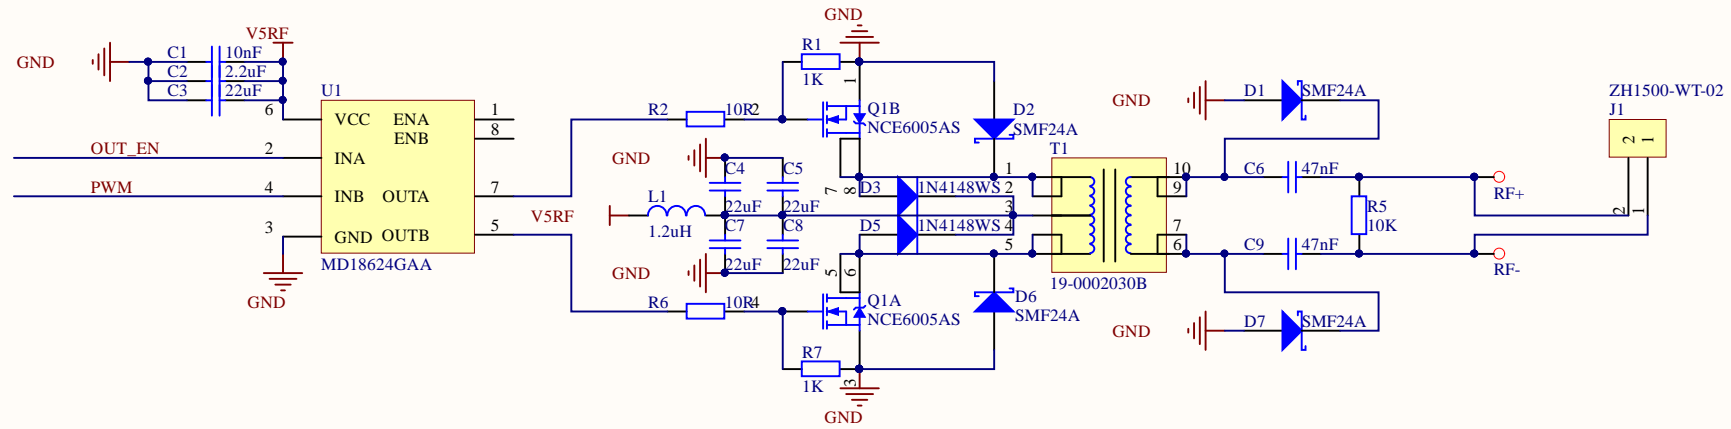 GND
V5RF
GND
C1
10nF
C2
2.2uF
C3
22uF
U1
6
VCC
ENA
1
ENB
8
OUT_EN
2
INA
PWM
4
INB
OUTA
7
3
GND
OUTB
5
MD18624GAA
GND
R1
1K
1
R2
10R
2
Q1B
NCE6005AS
D2
SMF24A
GND
C4
C5
22uF
22uF
7
8
D3
1N4148WS
L1
1.2uH
V5RF
D5
1N4148WS
C7
C8
22uF
22uF
GND
5
6
R6
10R
4
Q1A
NCE6005AS
D6
SMF24A
R7
1K
3
GND
T1
1
2
3
4
5
10
9
7
6
19-0002030B
GND
D1
SMF24A
C6
47nF
R5
10K
C9
47nF
GND
D7
SMF24A
ZH1500-WT-02
J1
2
1
2
1
RF+
RF-